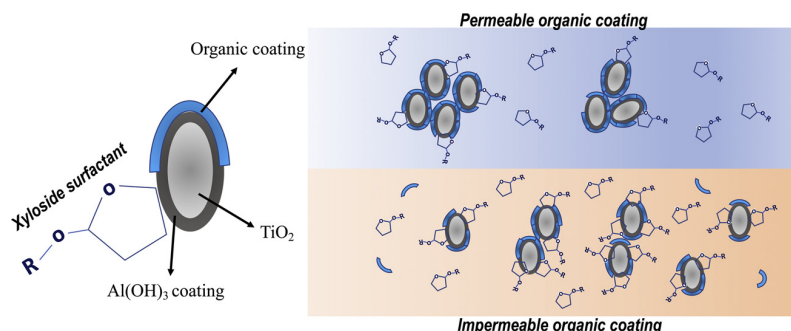 Permeable organic coating
Organic coating
Xyloside surfactant
O
O
R
TiO2
Al(OH)3 coating
Impermeable organic coating